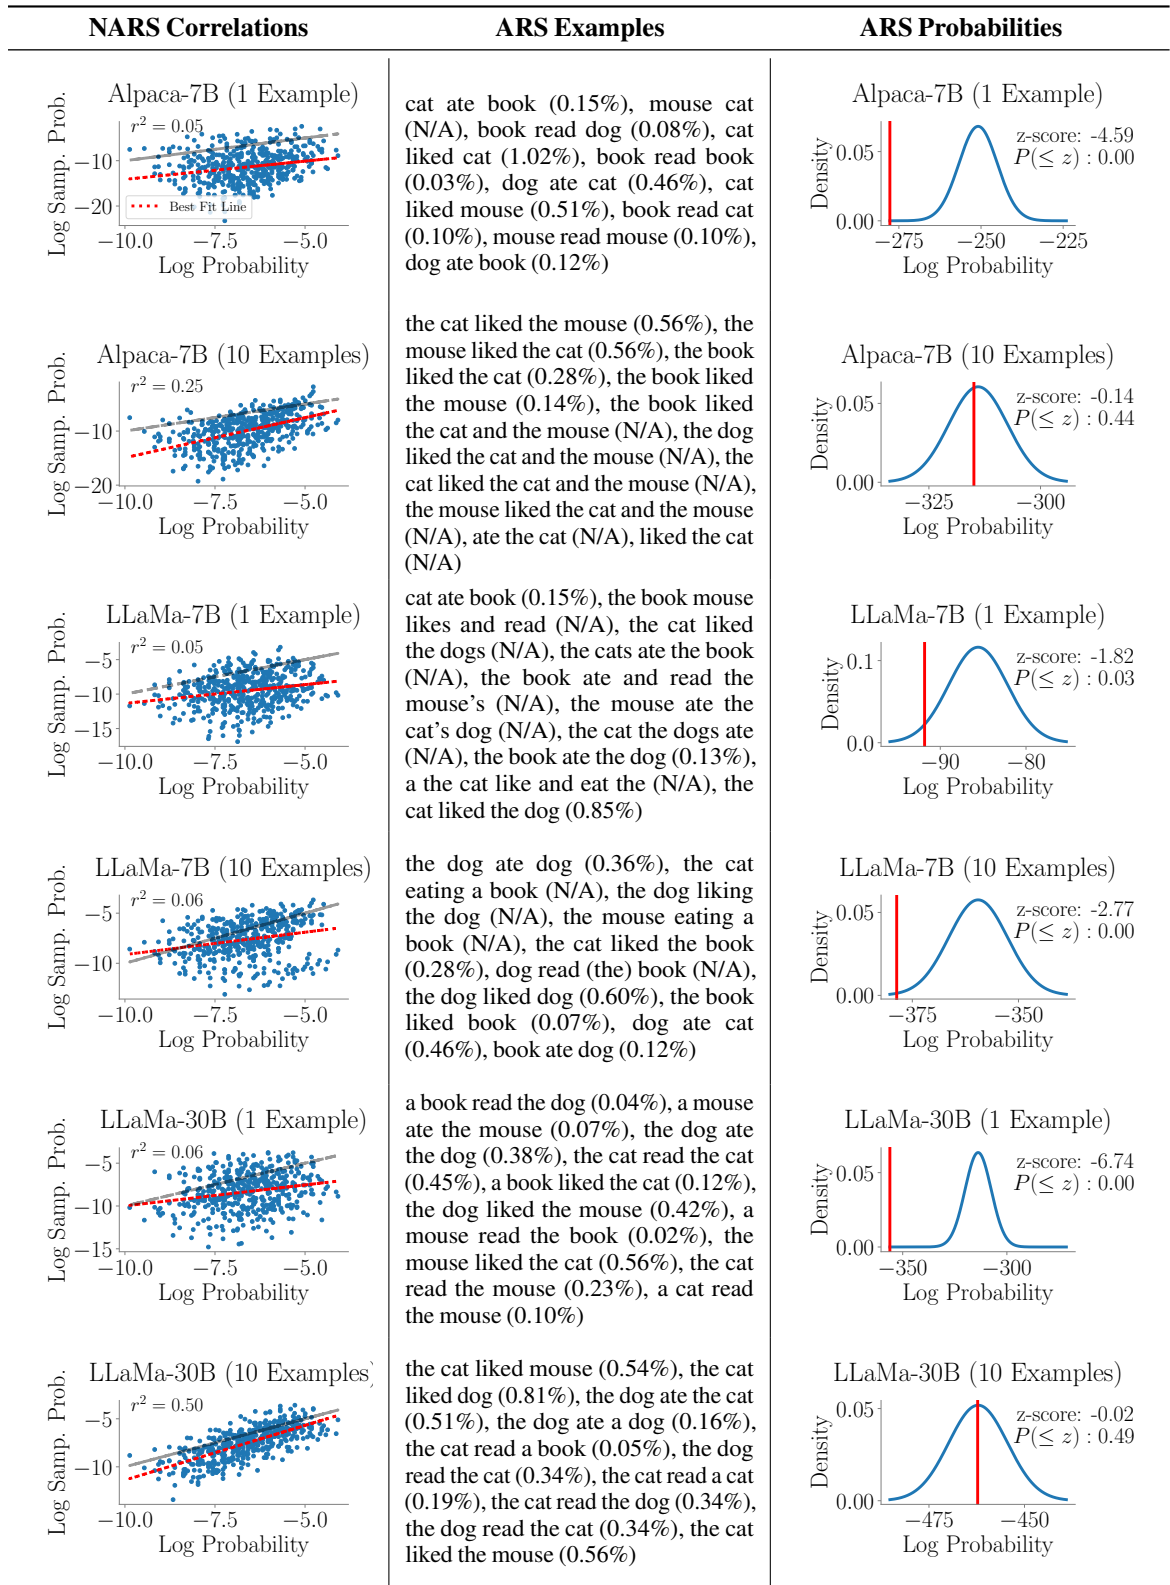 NARS Correlations
ARS Examples
ARS Probabilities
Alpaca-7B (1 Example)
r² = 0.05
−10
−20
−10.0
−7.5
−5.0
Best Fit Line
Log Samp. Prob.
Log Probability
cat ate book (0.15%), mouse cat
(N/A), book read dog (0.08%), cat
liked cat (1.02%), book read book
(0.03%), dog ate cat (0.46%), cat
liked mouse (0.51%), book read cat
(0.10%), mouse read mouse (0.10%),
dog ate book (0.12%)
Alpaca-7B (1 Example)
z-score: -4.59
P(≤ z) : 0.00
0.05
0.00
−275
−250
−225
Density
Log Probability
Alpaca-7B (10 Examples)
r² = 0.25
−10
−20
−10.0
−7.5
−5.0
Log Samp. Prob.
Log Probability
the cat liked the mouse (0.56%), the
mouse liked the cat (0.56%), the book
liked the cat (0.28%), the book liked
the mouse (0.14%), the book liked
the cat and the mouse (N/A), the dog
liked the cat and the mouse (N/A), the
cat liked the cat and the mouse (N/A),
the mouse liked the cat and the mouse
(N/A), ate the cat (N/A), liked the cat
(N/A)
Alpaca-7B (10 Examples)
z-score: -0.14
P(≤ z) : 0.44
0.05
0.00
−325
−300
Density
Log Probability
LLaMa-7B (1 Example)
r² = 0.05
−5
−10
−15
−10.0
−7.5
−5.0
Log Samp. Prob.
Log Probability
cat ate book (0.15%), the book mouse
likes and read (N/A), the cat liked
the dogs (N/A), the cats ate the book
(N/A), the book ate and read the
mouse's (N/A), the mouse ate the
cat's dog (N/A), the cat the dogs ate
(N/A), the book ate the dog (0.13%),
a the cat like and eat the (N/A), the
cat liked the dog (0.85%)
LLaMa-7B (1 Example)
z-score: -1.82
P(≤ z) : 0.03
0.1
0.0
−90
−80
Density
Log Probability
LLaMa-7B (10 Examples)
r² = 0.06
−5
−10
−10.0
−7.5
−5.0
Log Samp. Prob.
Log Probability
the dog ate dog (0.36%), the cat
eating a book (N/A), the dog liking
the dog (N/A), the mouse eating a
book (N/A), the cat liked the book
(0.28%), dog read (the) book (N/A),
the dog liked dog (0.60%), the book
liked book (0.07%), dog ate cat
(0.46%), book ate dog (0.12%)
LLaMa-7B (10 Examples)
z-score: -2.77
P(≤ z) : 0.00
0.05
0.00
−375
−350
Density
Log Probability
LLaMa-30B (1 Example)
r² = 0.06
−5
−10
−15
−10.0
−7.5
−5.0
Log Samp. Prob.
Log Probability
a book read the dog (0.04%), a mouse
ate the mouse (0.07%), the dog ate
the dog (0.38%), the cat read the cat
(0.45%), a book liked the cat (0.12%),
the dog liked the mouse (0.42%), a
mouse read the book (0.02%), the
mouse liked the cat (0.56%), the cat
read the mouse (0.23%), a cat read
the mouse (0.10%)
LLaMa-30B (1 Example)
z-score: -6.74
P(≤ z) : 0.00
0.05
0.00
−350
−300
Density
Log Probability
LLaMa-30B (10 Examples)
r² = 0.50
−5
−10
−10.0
−7.5
−5.0
Log Samp. Prob.
Log Probability
the cat liked mouse (0.54%), the cat
liked dog (0.81%), the dog ate the cat
(0.51%), the dog ate a dog (0.16%),
the cat read a book (0.05%), the dog
read the cat (0.34%), the cat read a cat
(0.19%), the cat read the dog (0.34%),
the dog read the cat (0.34%), the cat
liked the mouse (0.56%)
LLaMa-30B (10 Examples)
z-score: -0.02
P(≤ z) : 0.49
0.05
0.00
−475
−450
Density
Log Probability